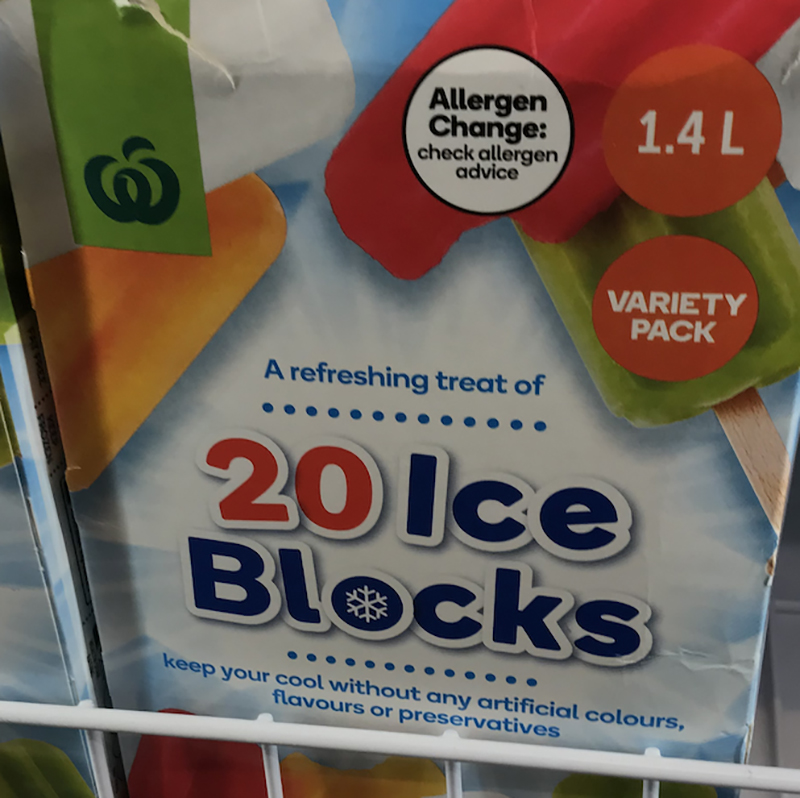 Allergen
Change:
check allergen
advice
1.4 L
VARIETY
PACK
A refreshing treat of
20 Ice
Blocks
keep your cool without any artificial colours,
flavours or preservatives